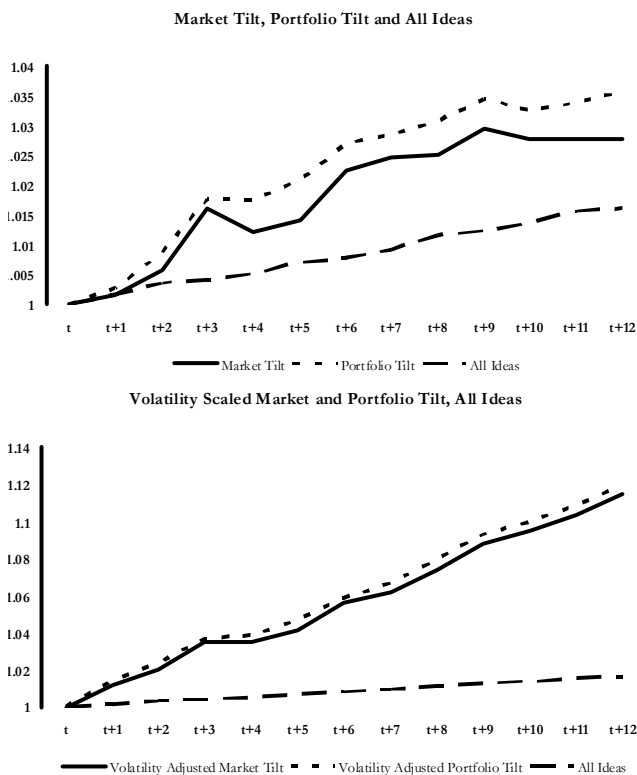 Market Tilt, Portfolio Tilt and All Ideas
1.04
.035
1.03
.025
1.02
.015
1.01
.005
1
t t+1 t+2 t+3 t+4 t+5 t+6 t+7 t+8 t+9 t+10 t+11 t+12
Market Tilt Portfolio Tilt All Ideas
Volatility Scaled Market and Portfolio Tilt, All Ideas
1.14
1.12
1.1
1.08
1.06
1.04
1.02
1
t t+1 t+2 t+3 t+4 t+5 t+6 t+7 t+8 t+9 t+10 t+11 t+12
Volatility Adjusted Market Tilt Volatility Adjusted Portfolio Tilt All Ideas